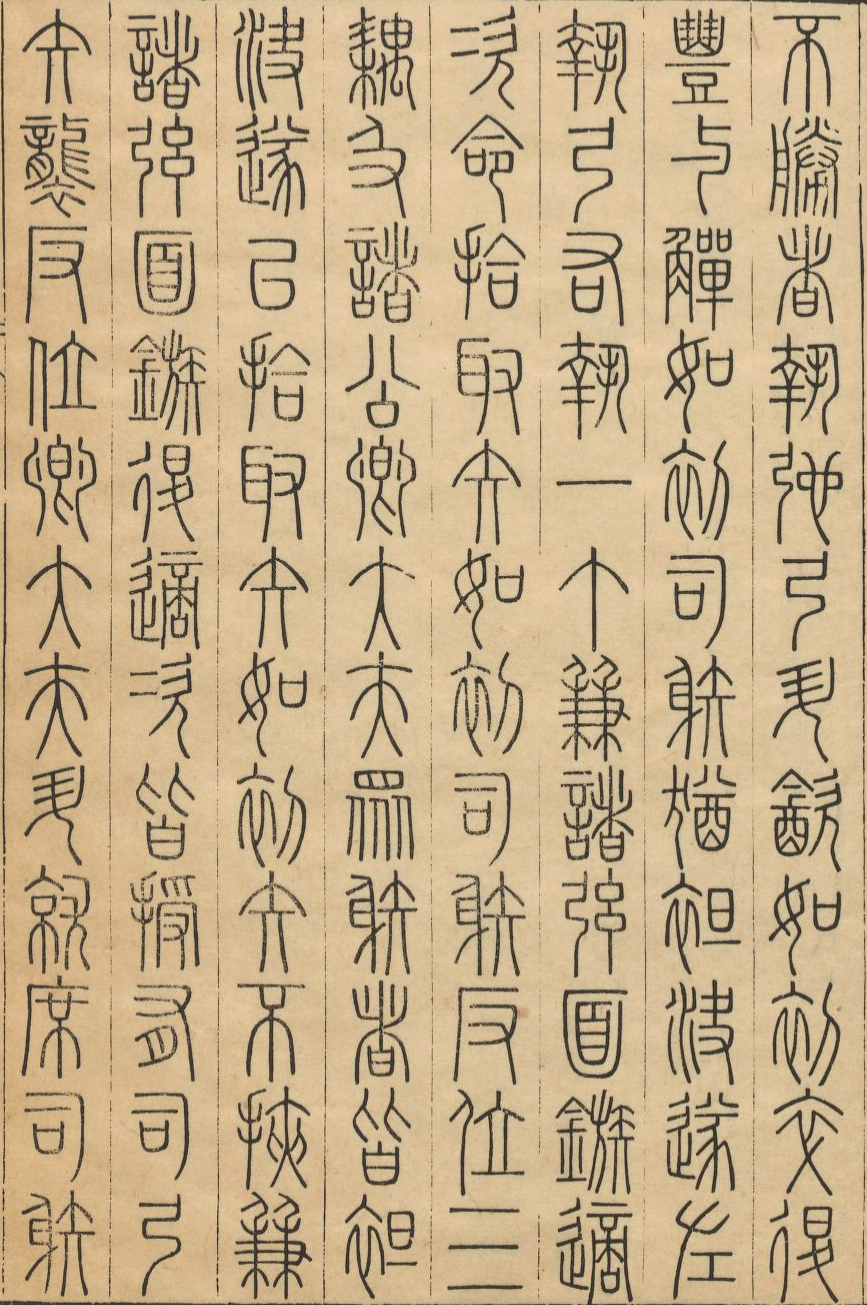 不勝者執弛弓升飲如初卒退
豐与觶如初司射猶袒決遂左
執弓右執一个兼諸弦面鏃適
次命拾取矢如初司射反位三
耦及諸公卿大夫眾射者皆袒
決遂以拾取矢如初矢不挾兼
諸弦面鏃退適次皆授有司弓
矢襲反位卿大夫升就席司射